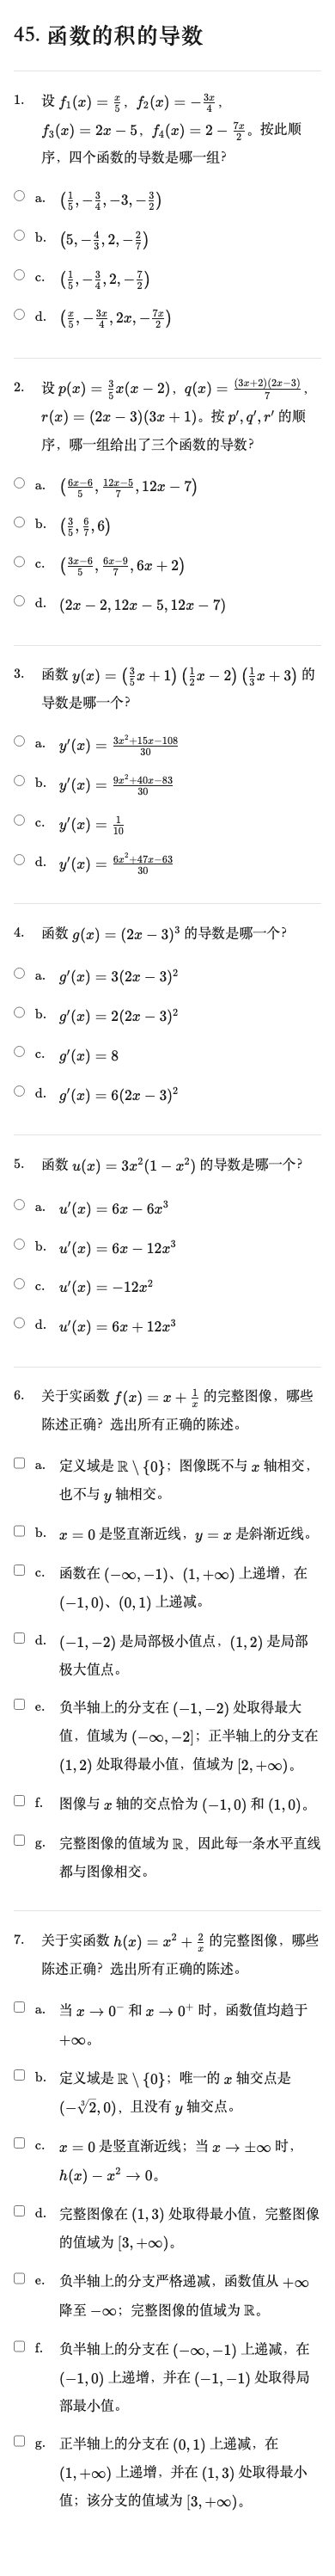 45. 函数的积的导数
1. 设 f₁(x) = x/5，f₂(x) = −3x/4，
f₃(x) = 2x − 5，f₄(x) = 2 − 7x/2。按此顺
序，四个函数的导数是哪一组？
a. (1/5, −3/4, −3, −3/2)
b. (5, −4/3, 2, −2/7)
c. (1/5, −3/4, 2, −7/2)
d. (x/5, −3x/4, 2x, −7x/2)
2. 设 p(x) = 3/5 x(x − 2)，q(x) = (3x+2)(2x−3)/7，
r(x) = (2x − 3)(3x + 1)。按 p′, q′, r′ 的顺
序，哪一组给出了三个函数的导数？
a. ((6x−6)/5, (12x−5)/7, 12x − 7)
b. (3/5, 6/7, 6)
c. ((3x−6)/5, (6x−9)/7, 6x + 2)
d. (2x − 2, 12x − 5, 12x − 7)
3. 函数 y(x) = (3/5 x + 1) (1/2 x − 2) (1/3 x + 3) 的
导数是哪一个？
a. y′(x) = (3x²+15x−108)/30
b. y′(x) = (9x²+40x−83)/30
c. y′(x) = 1/10
d. y′(x) = (6x²+47x−63)/30
4. 函数 g(x) = (2x − 3)³ 的导数是哪一个？
a. g′(x) = 3(2x − 3)²
b. g′(x) = 2(2x − 3)²
c. g′(x) = 8
d. g′(x) = 6(2x − 3)²
5. 函数 u(x) = 3x²(1 − x²) 的导数是哪一个？
a. u′(x) = 6x − 6x³
b. u′(x) = 6x − 12x³
c. u′(x) = −12x²
d. u′(x) = 6x + 12x³
6. 关于实函数 f(x) = x + 1/x 的完整图像，哪些
陈述正确？选出所有正确的陈述。
a. 定义域是 ℝ \ {0}；图像既不与 x 轴相交，
也不与 y 轴相交。
b. x = 0 是竖直渐近线，y = x 是斜渐近线。
c. 函数在 (−∞, −1)、(1, +∞) 上递增，在
(−1, 0)、(0, 1) 上递减。
d. (−1, −2) 是局部极小值点，(1, 2) 是局部
极大值点。
e. 负半轴上的分支在 (−1, −2) 处取得最大
值，值域为 (−∞, −2]；正半轴上的分支在
(1, 2) 处取得最小值，值域为 [2, +∞)。
f. 图像与 x 轴的交点恰为 (−1, 0) 和 (1, 0)。
g. 完整图像的值域为 ℝ，因此每一条水平直线
都与图像相交。
7. 关于实函数 h(x) = x² + 2/x 的完整图像，哪些
陈述正确？选出所有正确的陈述。
a. 当 x → 0⁻ 和 x → 0⁺ 时，函数值均趋于
+∞。
b. 定义域是 ℝ \ {0}；唯一的 x 轴交点是
(−∛2, 0)，且没有 y 轴交点。
c. x = 0 是竖直渐近线；当 x → ±∞ 时，
h(x) − x² → 0。
d. 完整图像在 (1, 3) 处取得最小值，完整图像
的值域为 [3, +∞)。
e. 负半轴上的分支严格递减，函数值从 +∞
降至 −∞；完整图像的值域为 ℝ。
f. 负半轴上的分支在 (−∞, −1) 上递减，在
(−1, 0) 上递增，并在 (−1, −1) 处取得局
部最小值。
g. 正半轴上的分支在 (0, 1) 上递减，在
(1, +∞) 上递增，并在 (1, 3) 处取得最小
值；该分支的值域为 [3, +∞)。